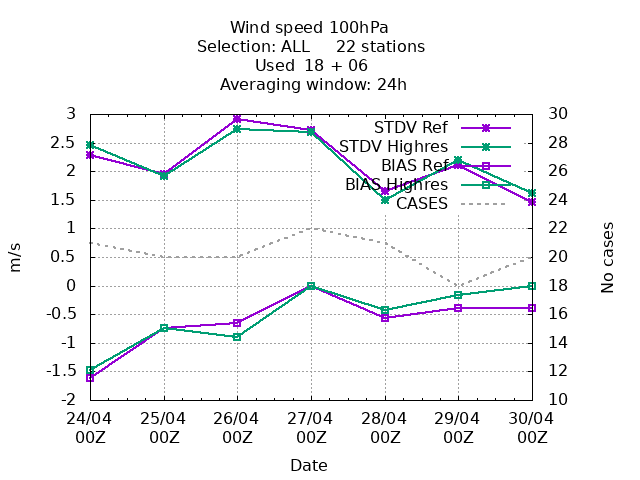 Wind speed 100hPa
Selection: ALL     22 stations
Used  18 + 06
Averaging window: 24h
3
2.5
2
1.5
1
0.5
0
-0.5
-1
-1.5
-2
m/s
30
28
26
24
22
20
18
16
14
12
10
No cases
STDV Ref
STDV Highres
BIAS Ref
BIAS Highres
CASES
24/04 25/04 26/04 27/04 28/04 29/04 30/04
00Z 00Z 00Z 00Z 00Z 00Z 00Z
Date